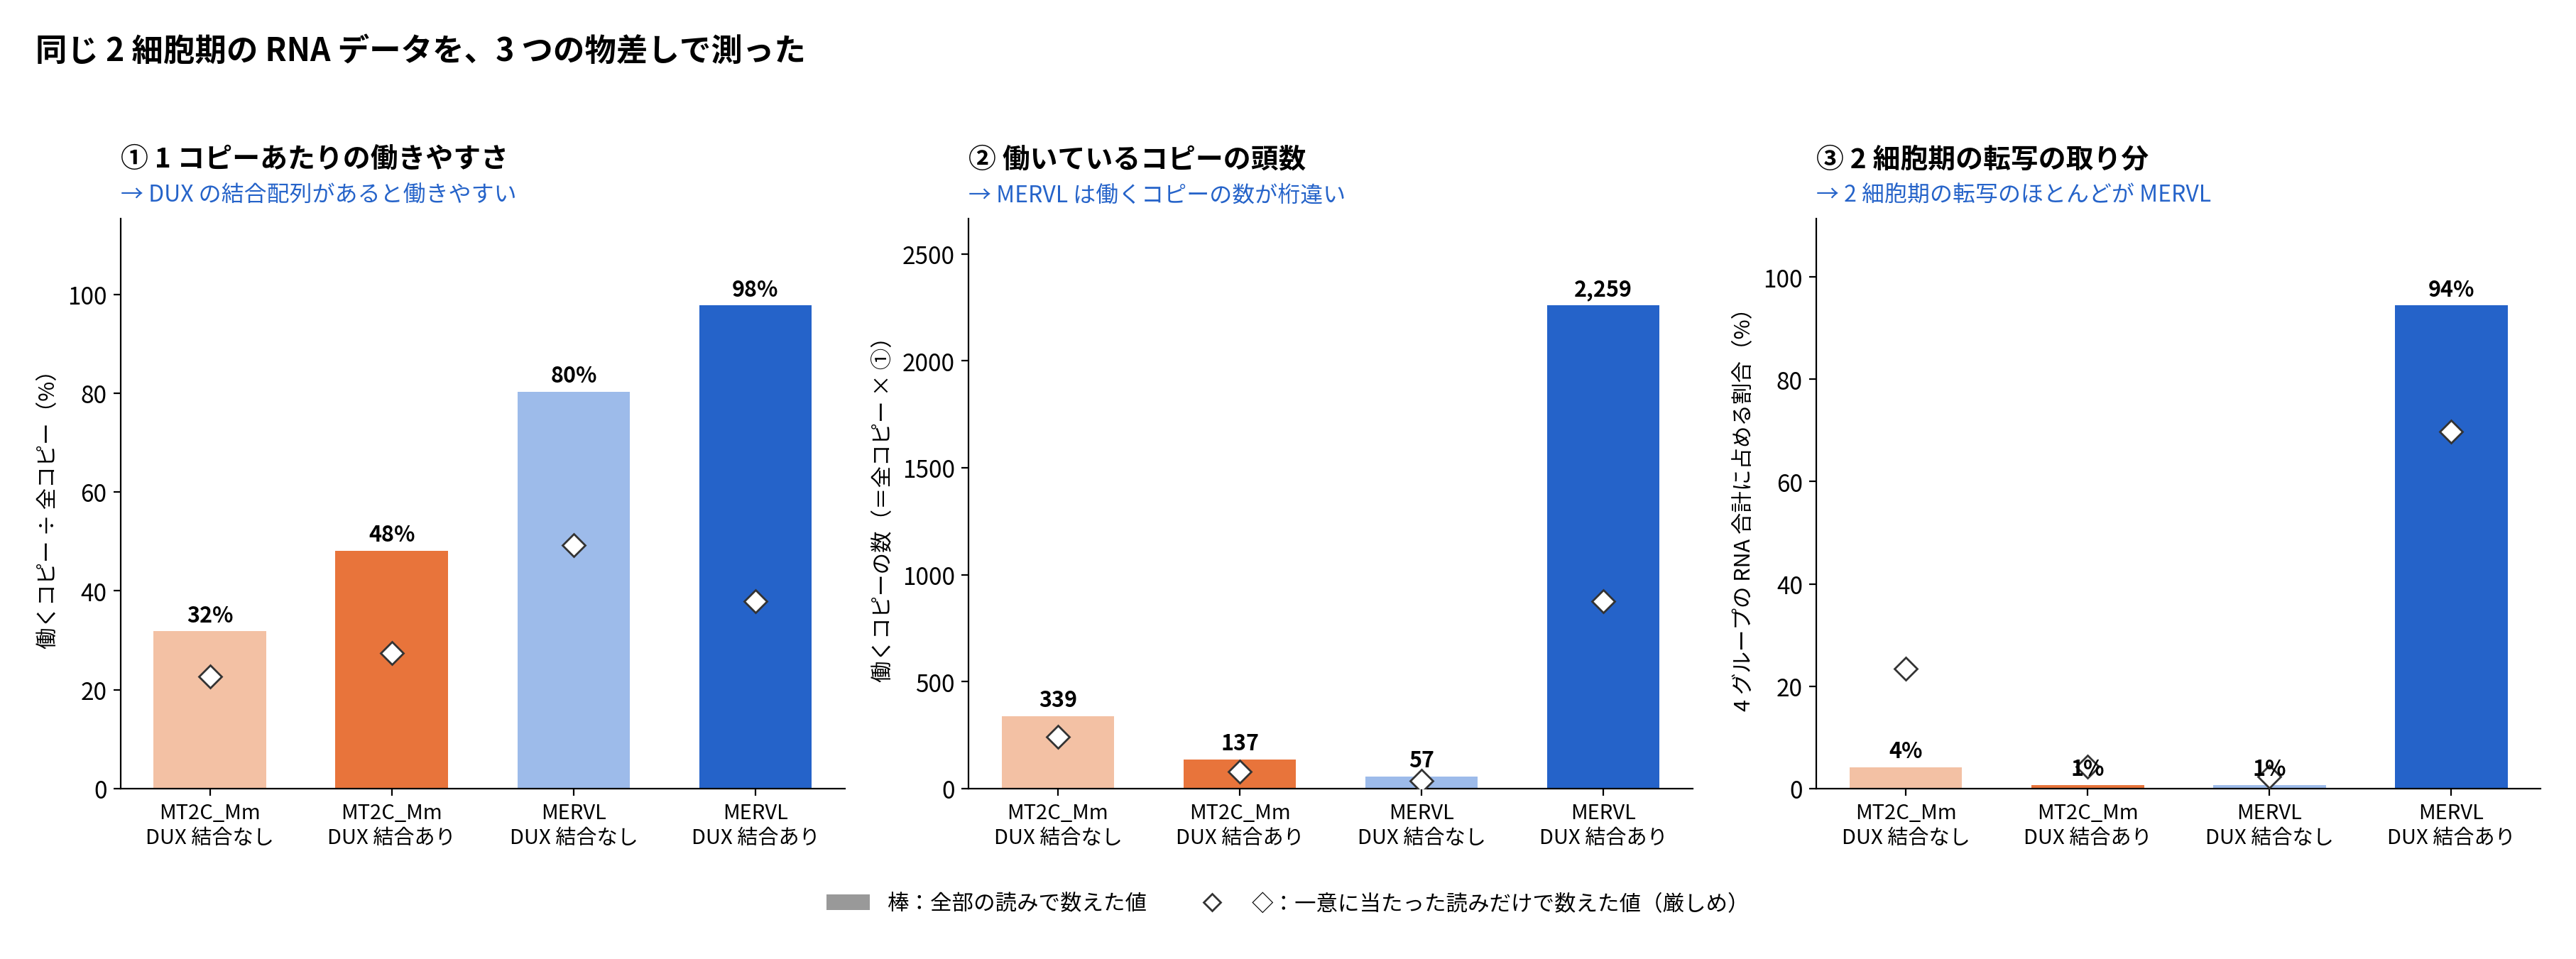 同じ 2 細胞期の RNA データを、3 つの物差しで測った
① 1 コピーあたりの働きやすさ
→ DUX の結合配列があると働きやすい
働くコピー ÷ 全コピー（%）
100
80
60
40
20
0
32%
48%
80%
98%
MT2C_Mm
DUX 結合なし
MT2C_Mm
DUX 結合あり
MERVL
DUX 結合なし
MERVL
DUX 結合あり
② 働いているコピーの頭数
→ MERVL は働くコピーの数が桁違い
働くコピーの数（＝全コピー × ①）
2500
2000
1500
1000
500
0
339
137
57
2,259
MT2C_Mm
DUX 結合なし
MT2C_Mm
DUX 結合あり
MERVL
DUX 結合なし
MERVL
DUX 結合あり
③ 2 細胞期の転写の取り分
→ 2 細胞期の転写のほとんどが MERVL
4 グループの RNA 合計に占める割合（%）
100
80
60
40
20
0
4%
1%
1%
94%
MT2C_Mm
DUX 結合なし
MT2C_Mm
DUX 結合あり
MERVL
DUX 結合なし
MERVL
DUX 結合あり
棒：全部の読みで数えた値
◇：一意に当たった読みだけで数えた値（厳しめ）